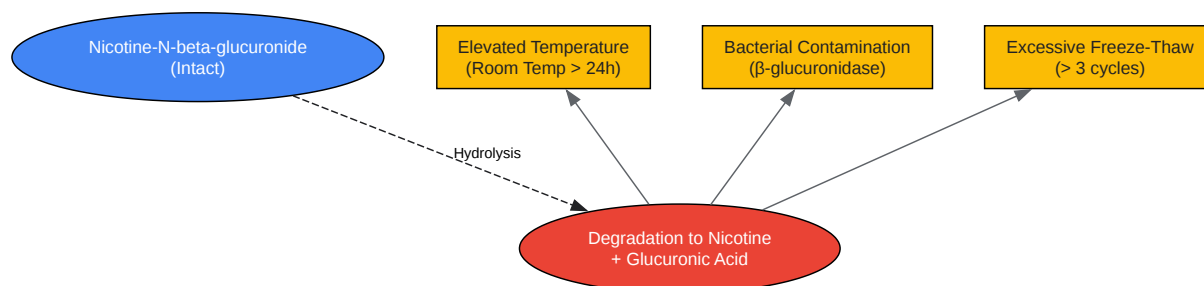 Nicotine-N-beta-glucuronide
(Intact)
Elevated Temperature
(Room Temp > 24h)
Bacterial Contamination
(β-glucuronidase)
Excessive Freeze-Thaw
(> 3 cycles)
Hydrolysis
Degradation to Nicotine
+ Glucuronic Acid